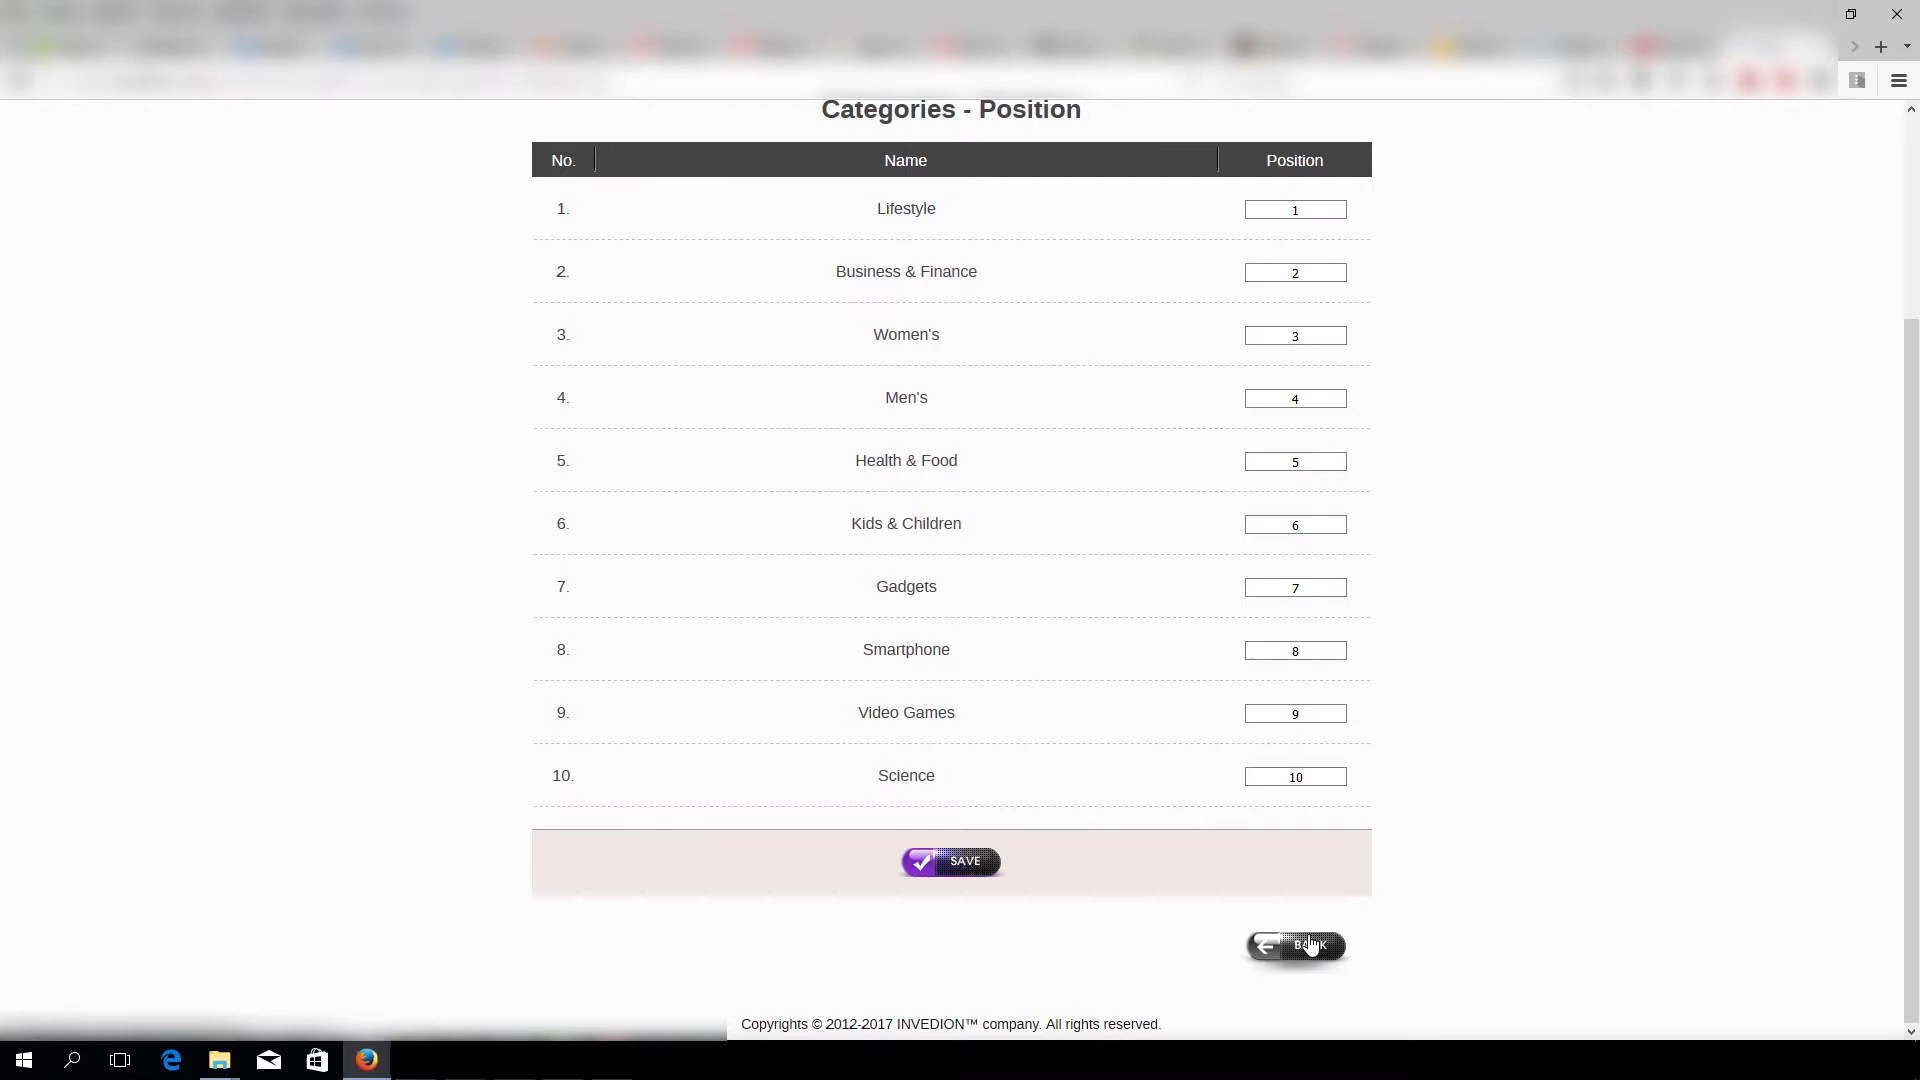 Categories - Position
No. Name Position
1. Lifestyle 1
2. Business & Finance 2
3. Women's 3
4. Men's 4
5. Health & Food 5
6. Kids & Children 6
7. Gadgets 7
8. Smartphone 8
9. Video Games 9
10. Science 10
SAVE
BACK
Copyrights © 2012-2017 INVEDION™ company. All rights reserved.